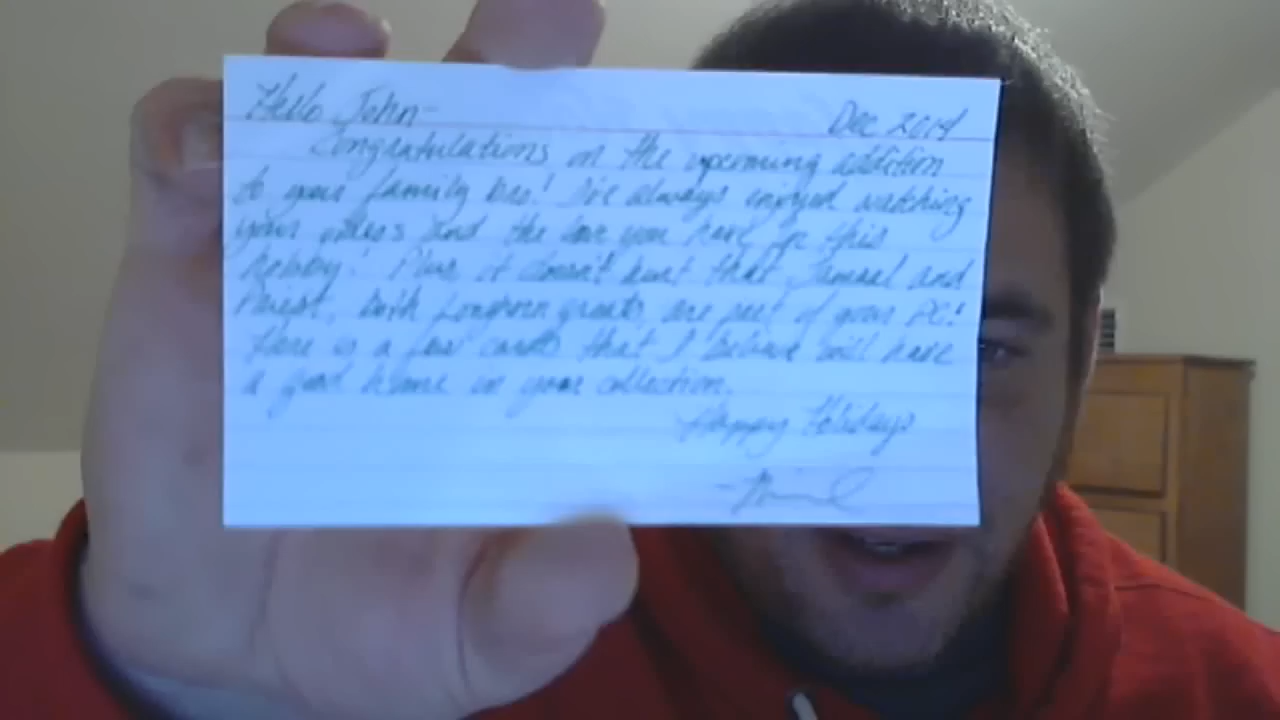 Hello John-
Dec 2014
Congratulations on the upcoming addition
to your family bro! I've always enjoyed watching
your videos and the love you have for this
hobby! Plus it doesn't hurt that Jamaal and
Priest, both Longhorn greats, are part of your PC!
Here is a few cards that I believe will have
a good home in your collection.
Happy Holidays